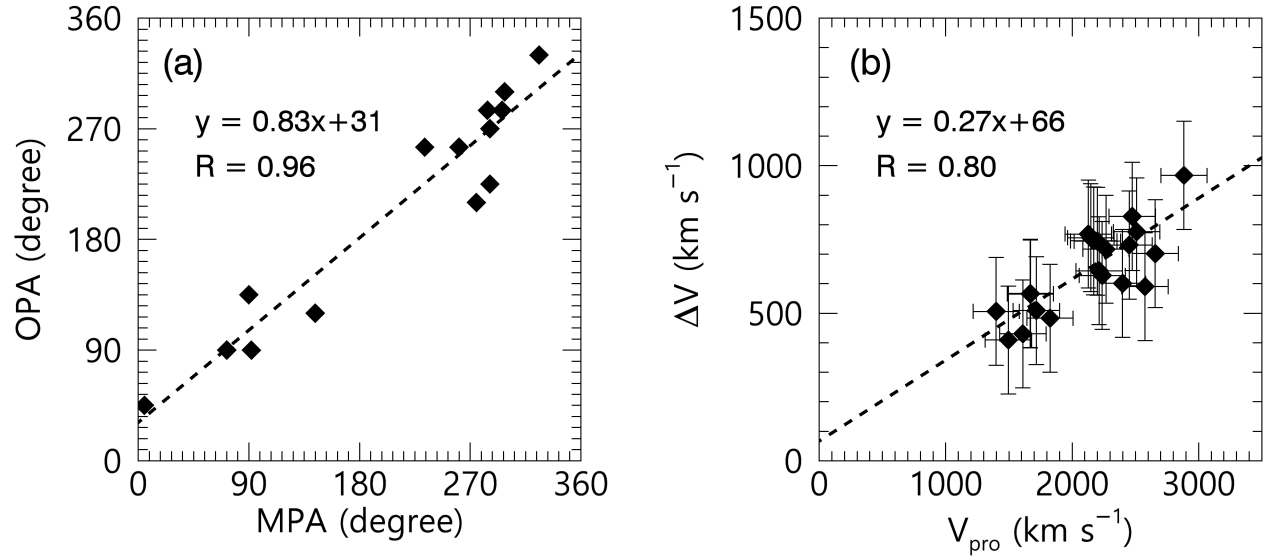 (a)
y = 0.83x+31
R = 0.96
OPA (degree)
360
270
180
90
0
0 90 180 270 360
MPA (degree)
(b)
y = 0.27x+66
R = 0.80
ΔV (km s⁻¹)
1500
1000
500
0
0 1000 2000 3000
Vpro (km s⁻¹)